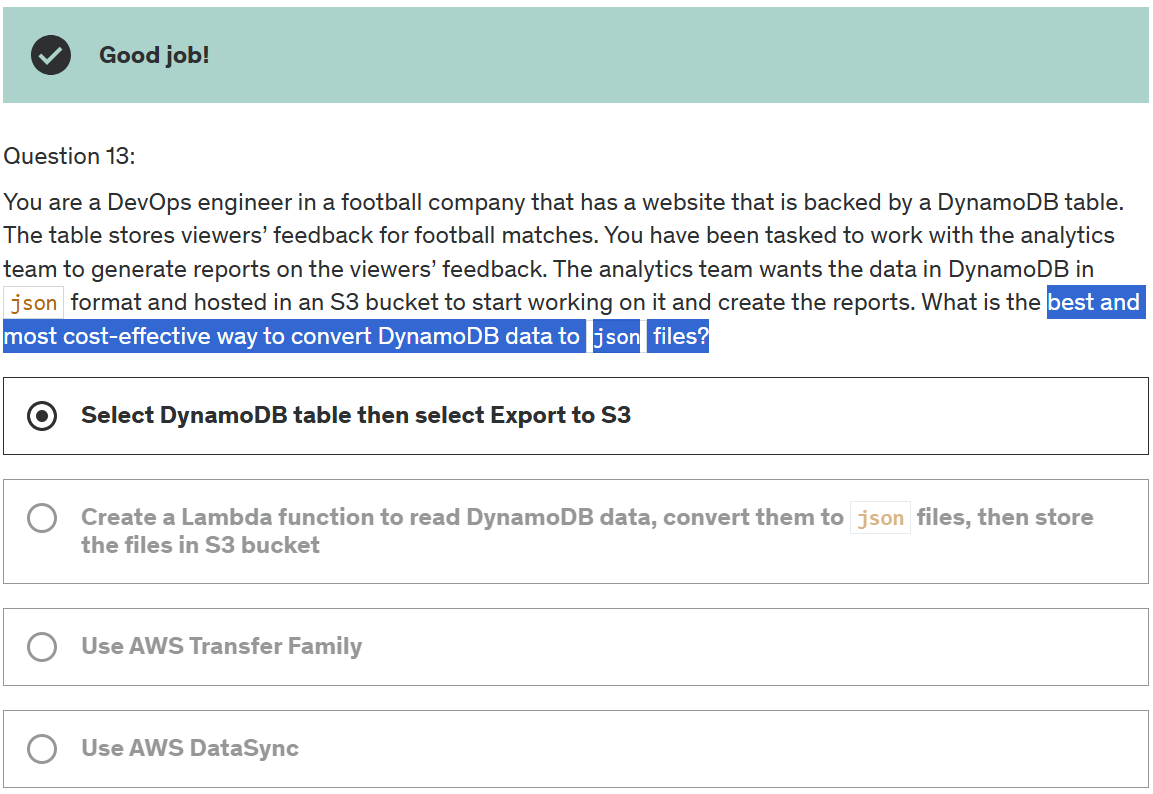 Good job!
Question 13:
You are a DevOps engineer in a football company that has a website that is backed by a DynamoDB table.
The table stores viewers’ feedback for football matches. You have been tasked to work with the analytics
team to generate reports on the viewers’ feedback. The analytics team wants the data in DynamoDB in
json format and hosted in an S3 bucket to start working on it and create the reports. What is the best and
most cost-effective way to convert DynamoDB data to json files?
Select DynamoDB table then select Export to S3
Create a Lambda function to read DynamoDB data, convert them to json files, then store
the files in S3 bucket
Use AWS Transfer Family
Use AWS DataSync